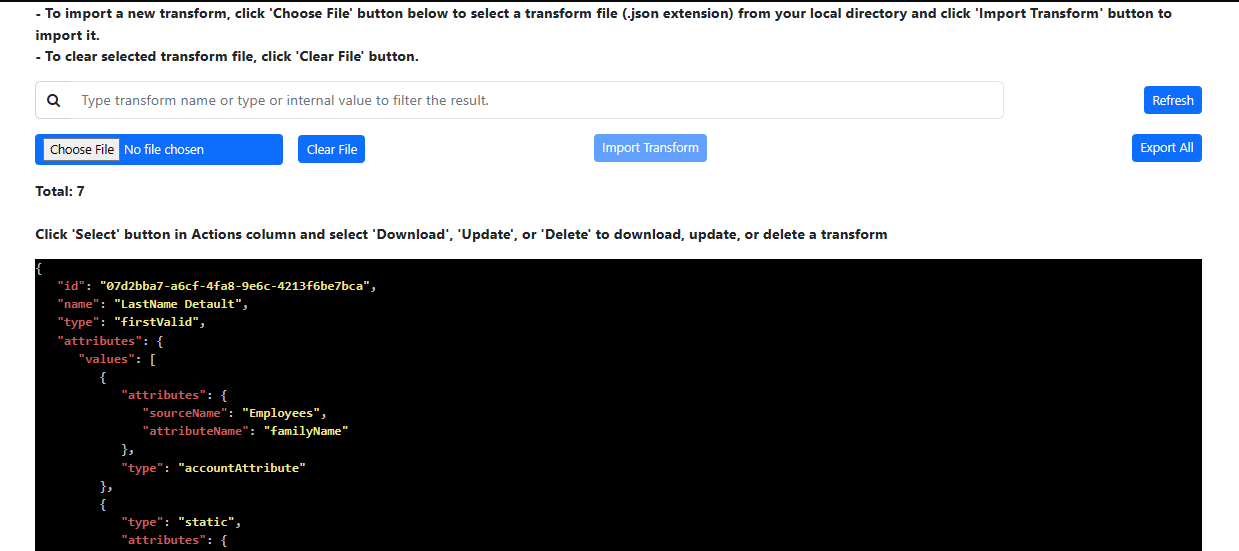 - To import a new transform, click 'Choose File' button below to select a transform file (.json extension) from your local directory and click 'Import Transform' button to
import it.
- To clear selected transform file, click 'Clear File' button.
Type transform name or type or internal value to filter the result.
Refresh
Choose File No file chosen
Clear File
Import Transform
Export All
Total: 7
Click 'Select' button in Actions column and select 'Download', 'Update', or 'Delete' to download, update, or delete a transform
{
"id": "07d2bba7-a6cf-4fa8-9e6c-4213f6be7bca",
"name": "LastName Detault",
"type": "firstValid",
"attributes": {
"values": [
{
"attributes": {
"sourceName": "Employees",
"attributeName": "familyName"
},
"type": "accountAttribute"
},
{
"type": "static",
"attributes": {